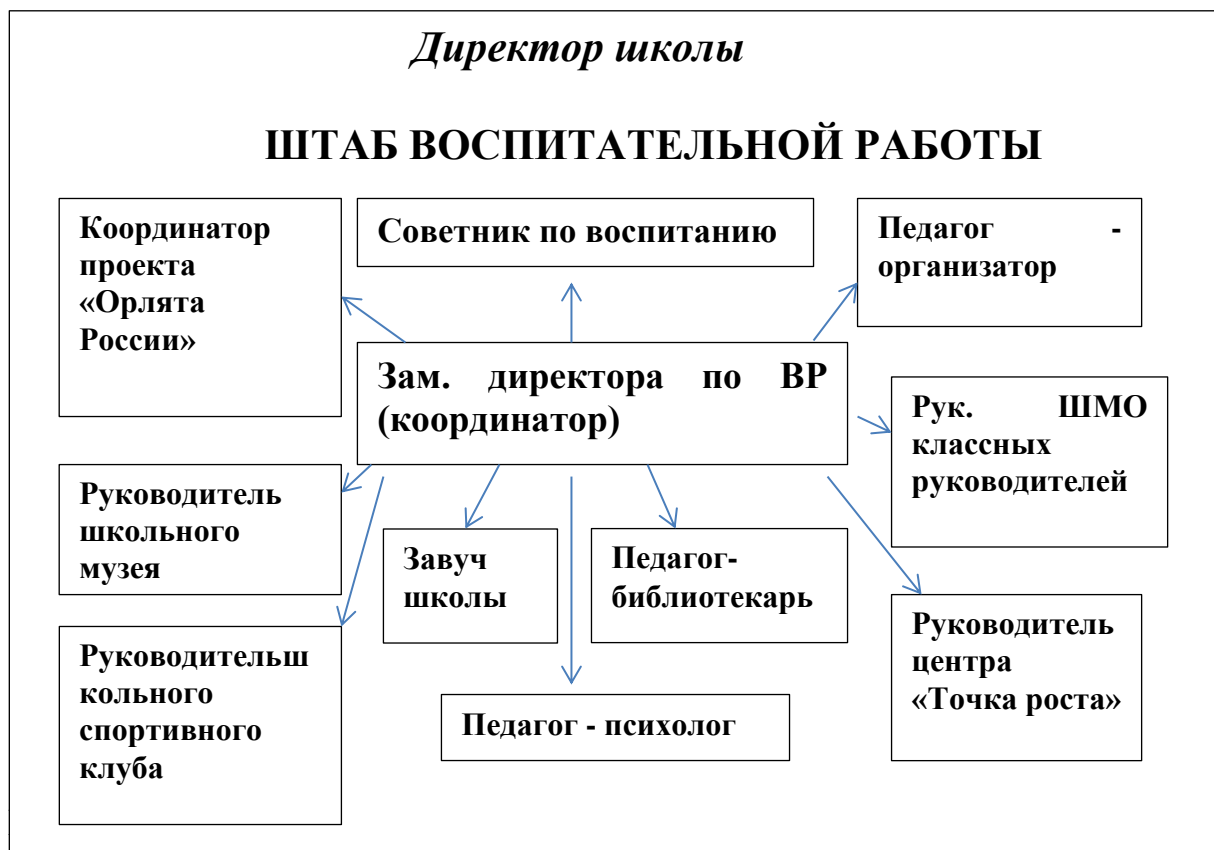 Директор школы
ШТАБ ВОСПИТАТЕЛЬНОЙ РАБОТЫ
Координатор
проекта
«Орлята
России»
Советник по воспитанию
Педагог -
организатор
Зам. директора по ВР
(координатор)
Рук. ШМО
классных
руководителей
Руководитель
школьного
музея
Завуч
школы
Педагог-
библиотекарь
Руководитель
центра
«Точка роста»
Руководительш
кольного
спортивного
клуба
Педагог - психолог